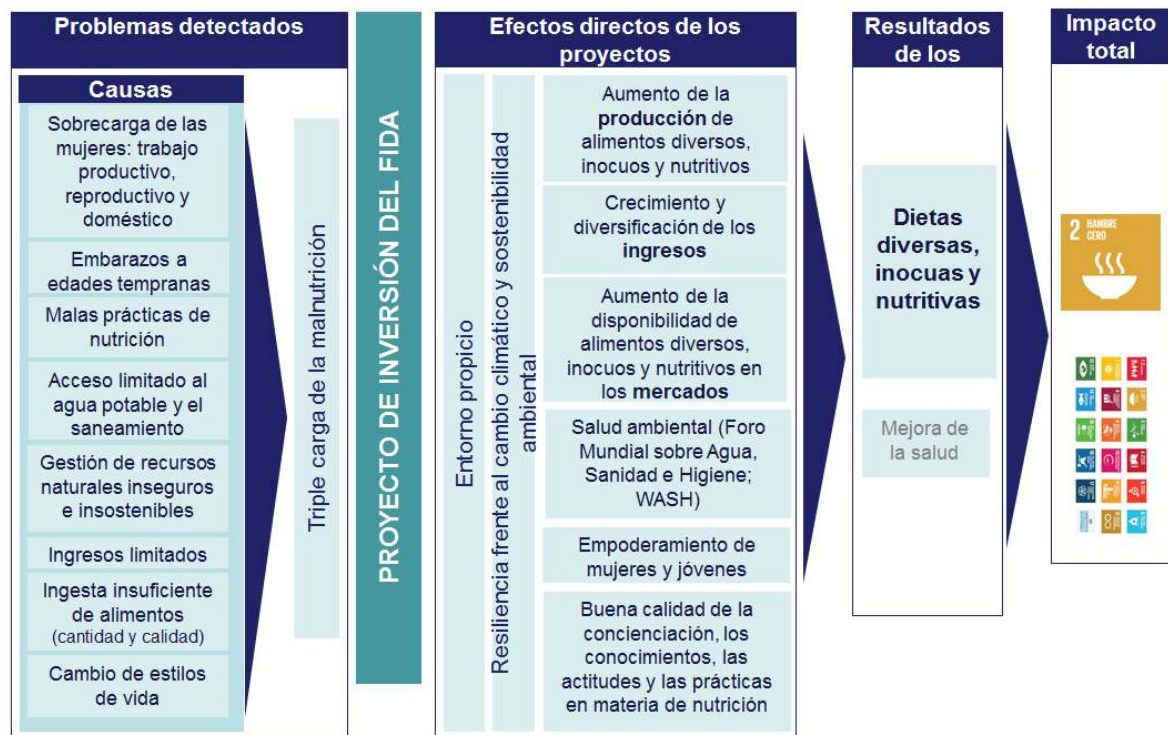 Problemas detectados
Causas
Sobrecarga de las
mujeres: trabajo
productivo,
reproductivo y
doméstico
Embarazos a
edades tempranas
Malas prácticas de
nutrición
Acceso limitado al
agua potable y el
saneamiento
Gestión de recursos
naturales inseguros
e insostenibles
Ingresos limitados
Ingesta insuficiente
de alimentos
(cantidad y calidad)
Cambio de estilos
de vida
Triple carga de la malnutrición
PROYECTO DE INVERSIÓN DEL FIDA
Efectos directos de los
proyectos
Entorno propicio
Resiliencia frente al cambio climático y sostenibilidad
ambiental
Aumento de la
producción de
alimentos diversos,
inocuos y nutritivos
Crecimiento y
diversificación de los
ingresos
Aumento de la
disponibilidad de
alimentos diversos,
inocuos y nutritivos en
los mercados
Salud ambiental (Foro
Mundial sobre Agua,
Sanidad e Higiene;
WASH)
Empoderamiento de
mujeres y jóvenes
Buena calidad de la
concienciación, los
conocimientos, las
actitudes y las prácticas
en materia de nutrición
Resultados
de los
Dietas
diversas,
inocuas y
nutritivas
Mejora de
la salud
Impacto
total
2 HAMBRE
CERO